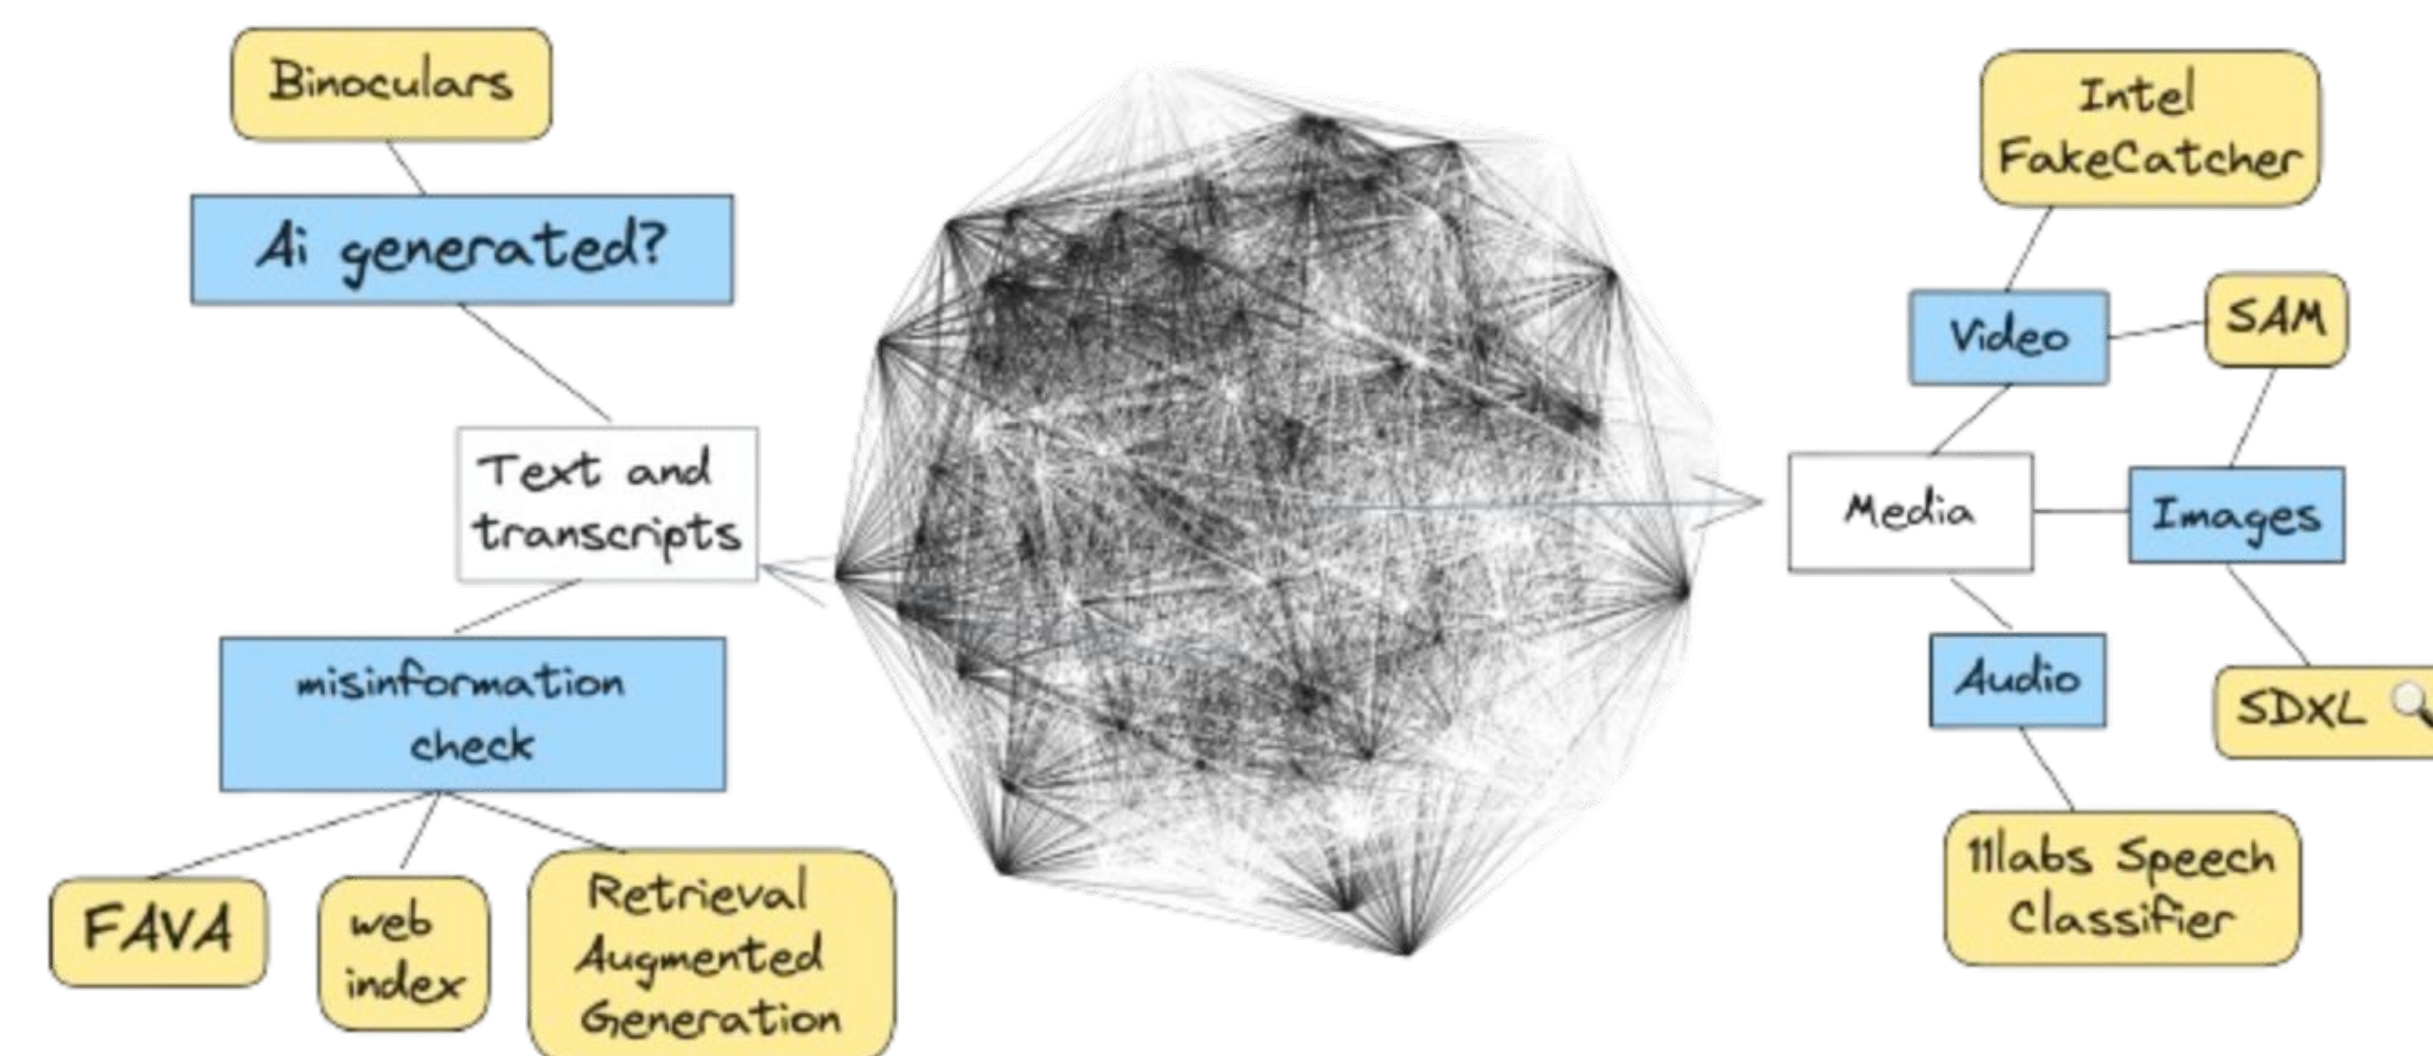 Binoculars
Ai generated?
Text and
transcripts
misinformation
check
FAVA
web
index
Retrieval
Augmented
Generation
Intel
FakeCatcher
Video
SAM
Media
Images
Audio
SDXL
11labs Speech
Classifier